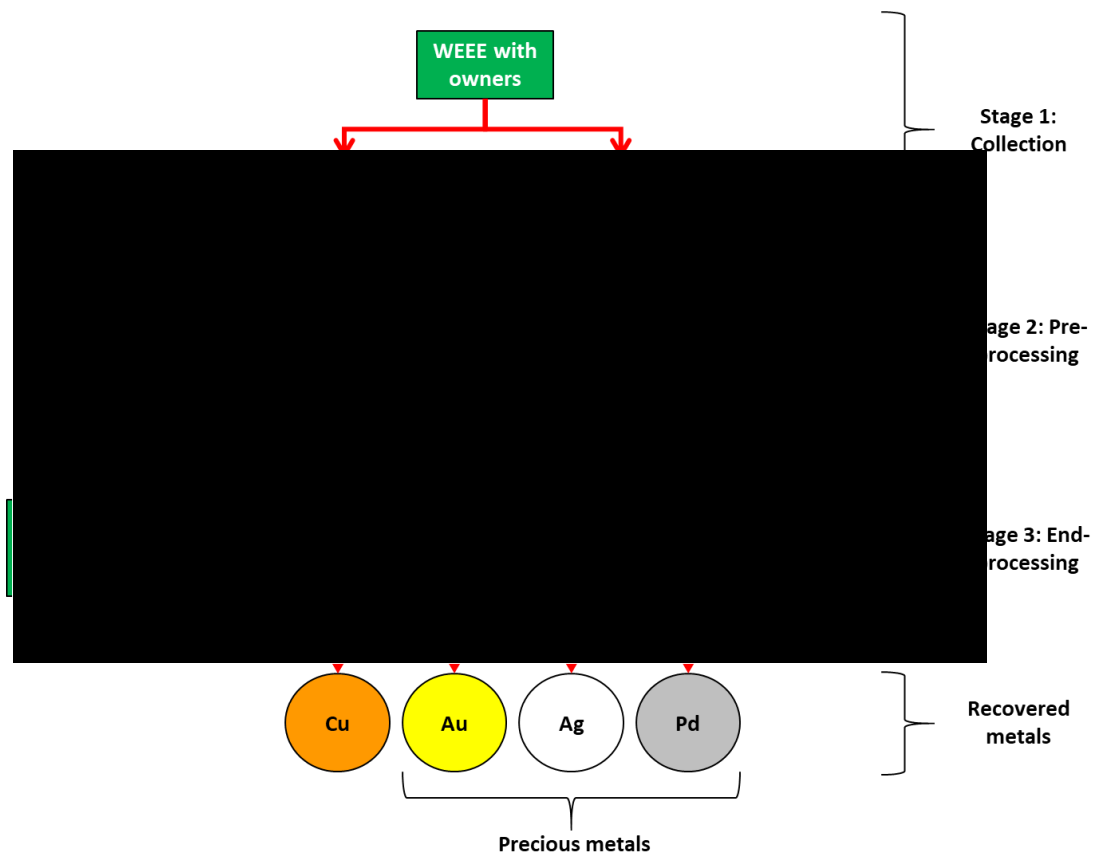 WEEE with
owners
Stage 1:
Collection
age 2: Pre-
rocessing
age 3: End-
rocessing
Cu
Au
Ag
Pd
Recovered
metals
Precious metals